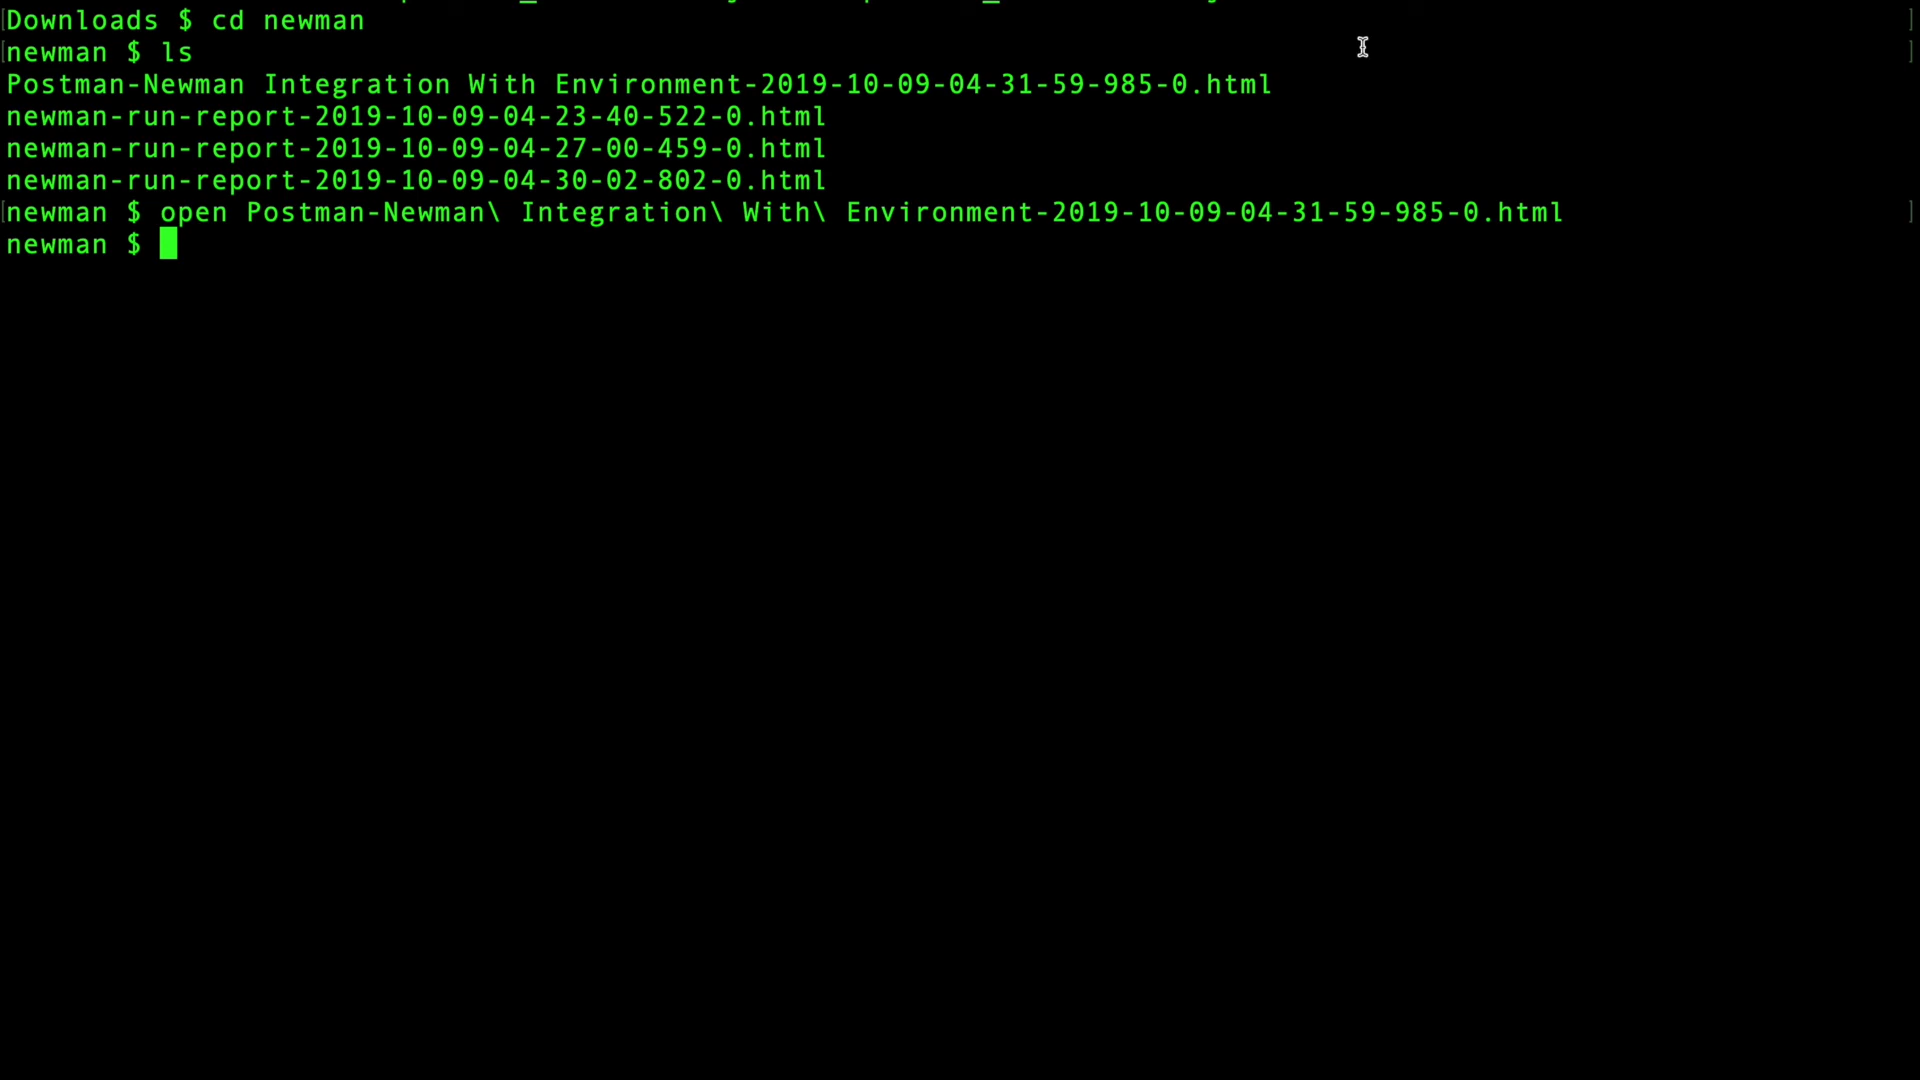 Downloads $ cd newman
newman $ ls
Postman-Newman Integration With Environment-2019-10-09-04-31-59-985-0.html
newman-run-report-2019-10-09-04-23-40-522-0.html
newman-run-report-2019-10-09-04-27-00-459-0.html
newman-run-report-2019-10-09-04-30-02-802-0.html
newman $ open Postman-Newman\ Integration\ With\ Environment-2019-10-09-04-31-59-985-0.html
newman $